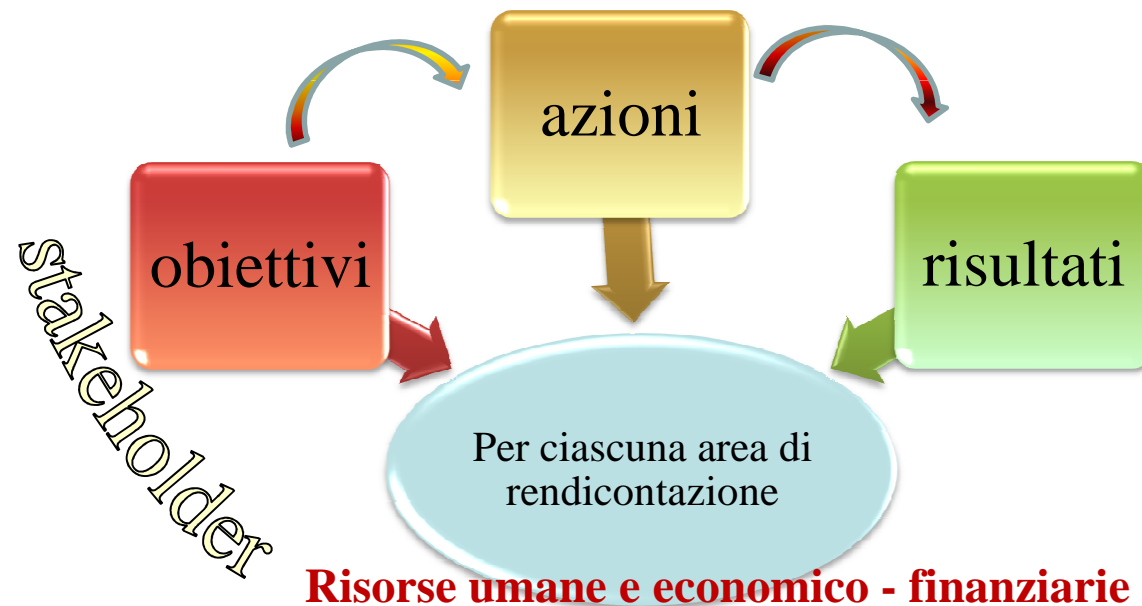 azioni
obiettivi
risultati
stakeholder
Per ciascuna area di
rendicontazione
Risorse umane e economico - finanziarie